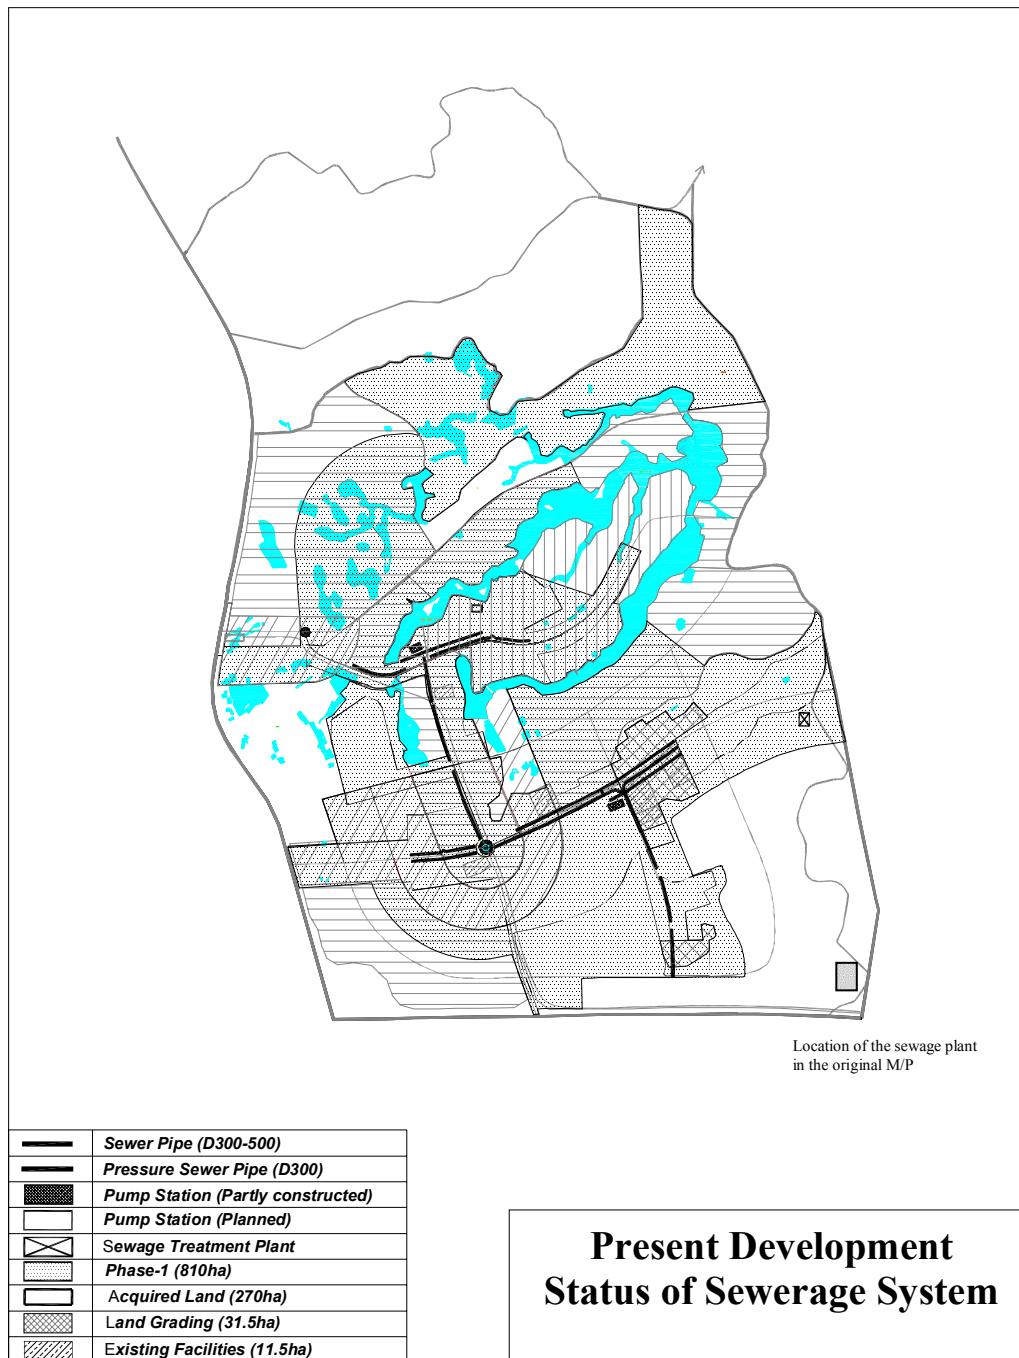 Location of the sewage plant
in the original M/P
Sewer Pipe (D300-500)
Pressure Sewer Pipe (D300)
Pump Station (Partly constructed)
Pump Station (Planned)
Sewage Treatment Plant
Phase-1 (810ha)
Acquired Land (270ha)
Land Grading (31.5ha)
Existing Facilities (11.5ha)
Present Development
Status of Sewerage System